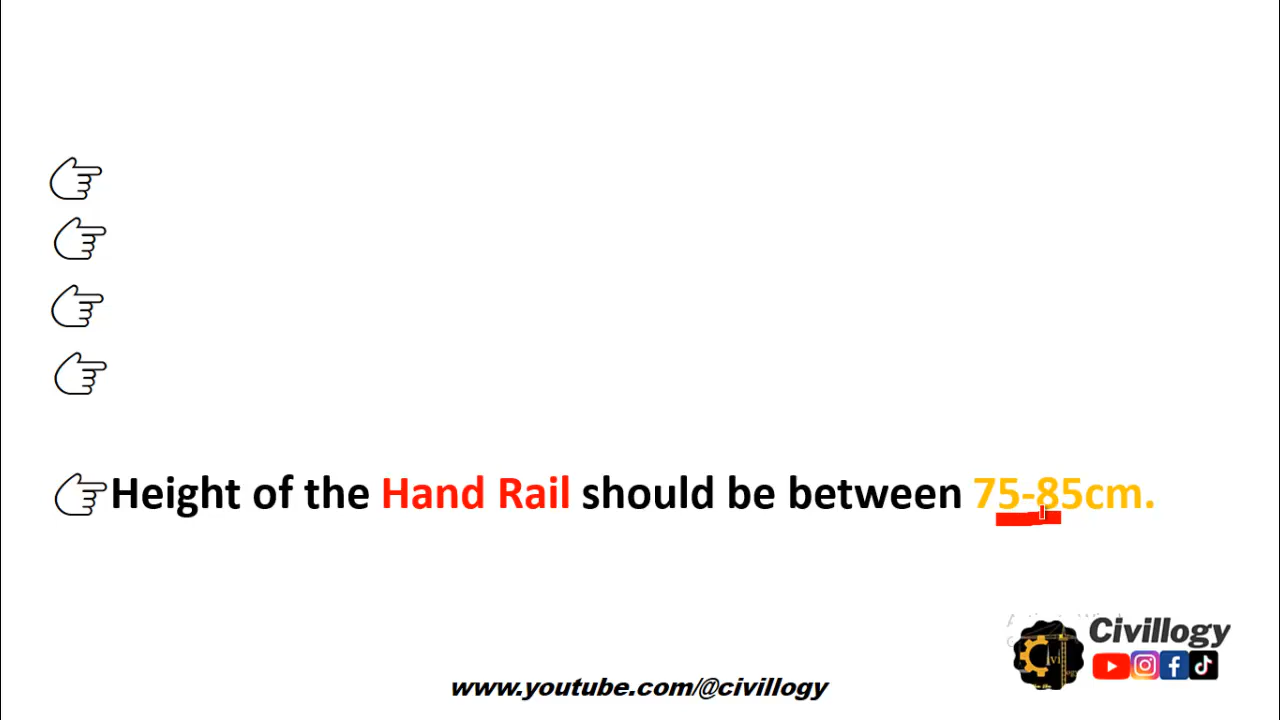 Height of the Hand Rail should be between 75-85cm.
Civillogy
www.youtube.com/@civillogy